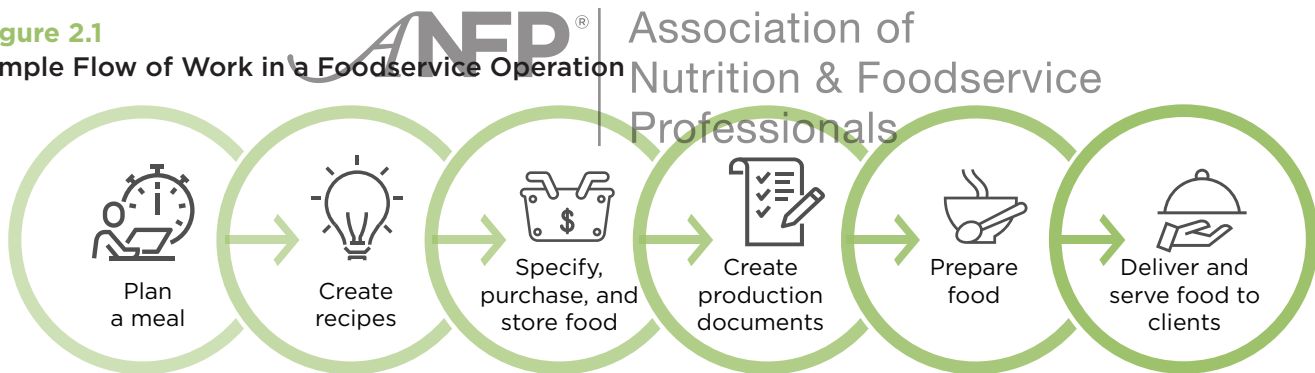 gure 2.1
mple Flow of Work in a Foodservice Operation
ANFP®
Association of
Nutrition & Foodservice
Professionals
Plan
a meal
Create
recipes
$
Specify,
purchase, and
store food
Create
production
documents
Prepare
food
Deliver and
serve food to
clients